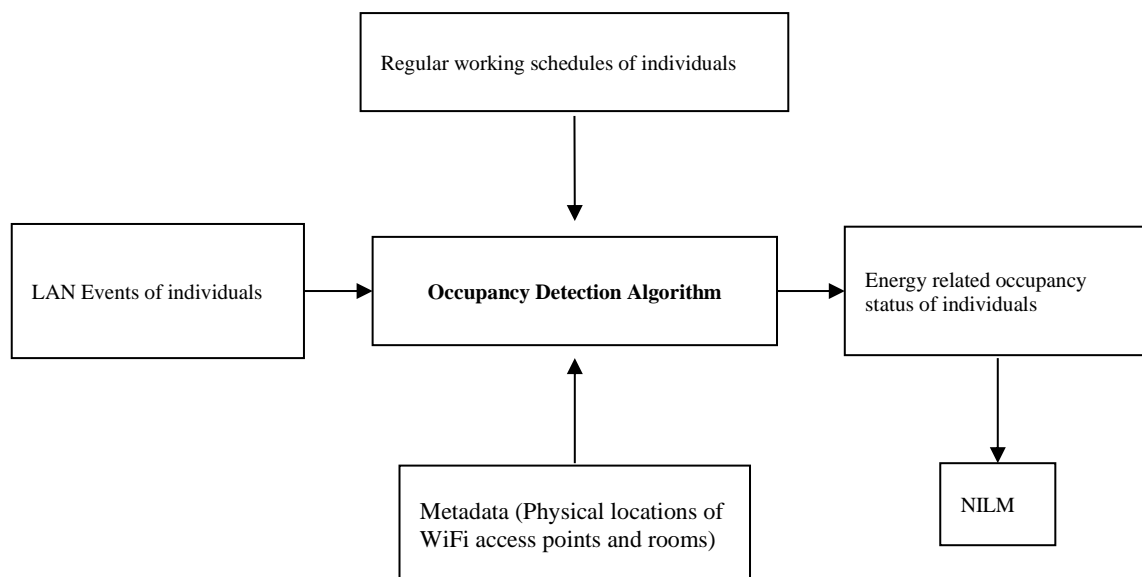 Regular working schedules of individuals
LAN Events of individuals
Occupancy Detection Algorithm
Energy related occupancy
status of individuals
Metadata (Physical locations of
WiFi access points and rooms)
NILM